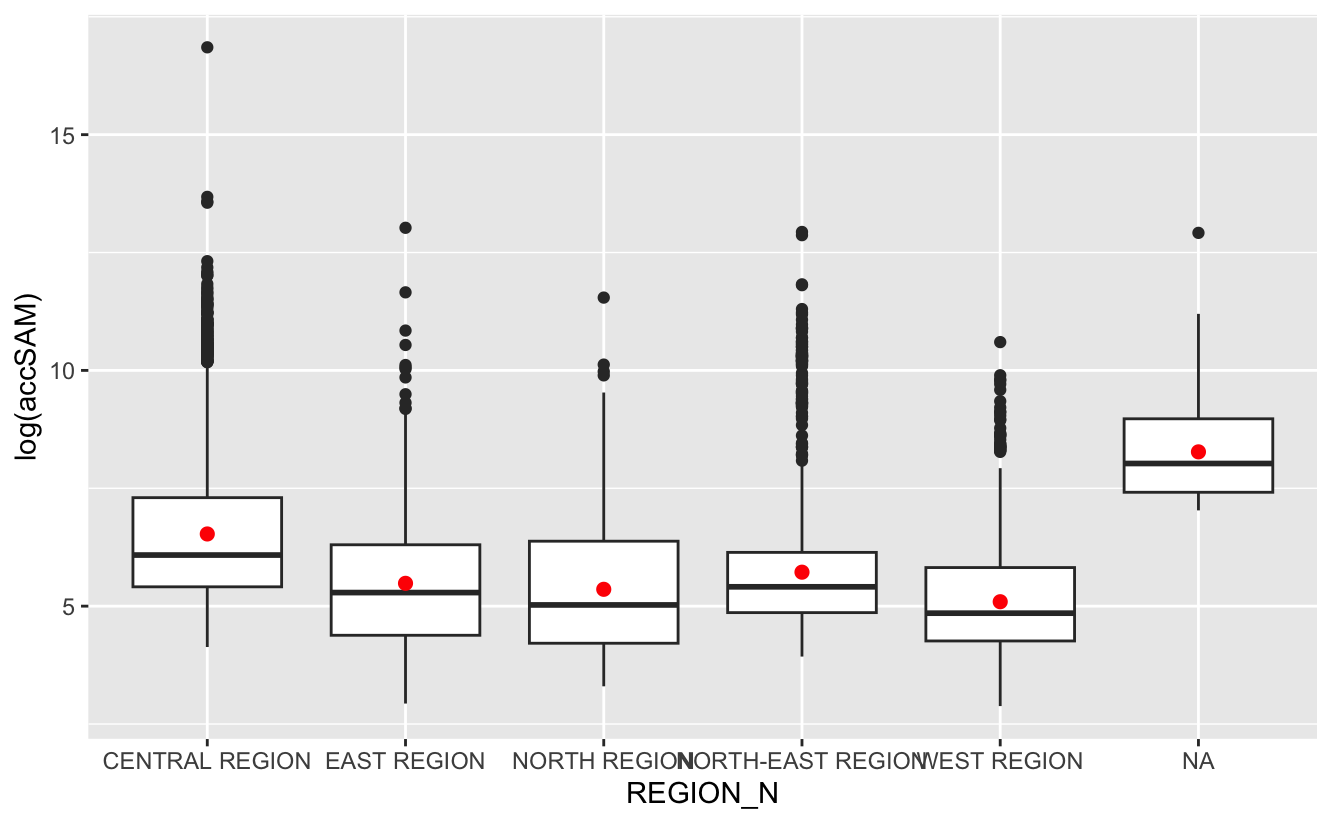 15
10
5
log(accSAM)
CENTRAL REGION EAST REGION NORTH REGION NORTH-EAST REGION WEST REGION NA
REGION_N